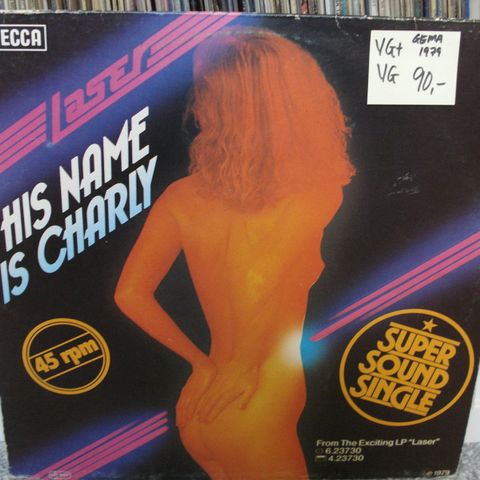 DECCA
Laser
HIS NAME
IS CHARLY
VG+
GEMA
1979
VG
90,-
45 rpm
SUPER
SOUND
SINGLE
From The Exciting LP "Laser"
6.23730
4.23730
℗ 1979